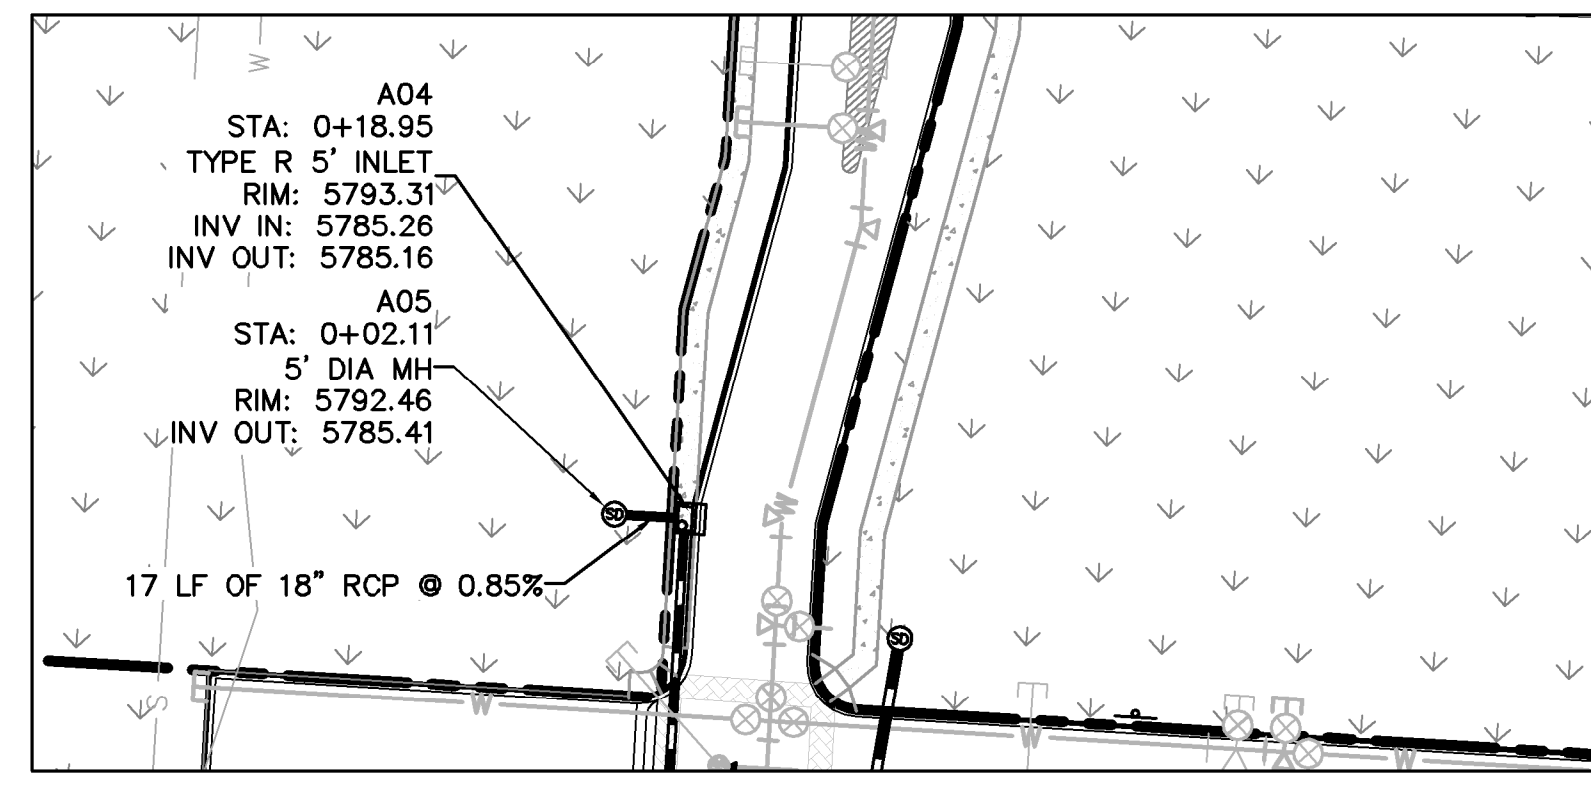 W
A04
STA: 0+18.95
TYPE R 5' INLET
RIM: 5793.31
INV IN: 5785.26
INV OUT: 5785.16
A05
STA: 0+02.11
5' DIA MH
RIM: 5792.46
INV OUT: 5785.41
W
W
SD
17 LF OF 18" RCP @ 0.85%
SD
S
W
W
W